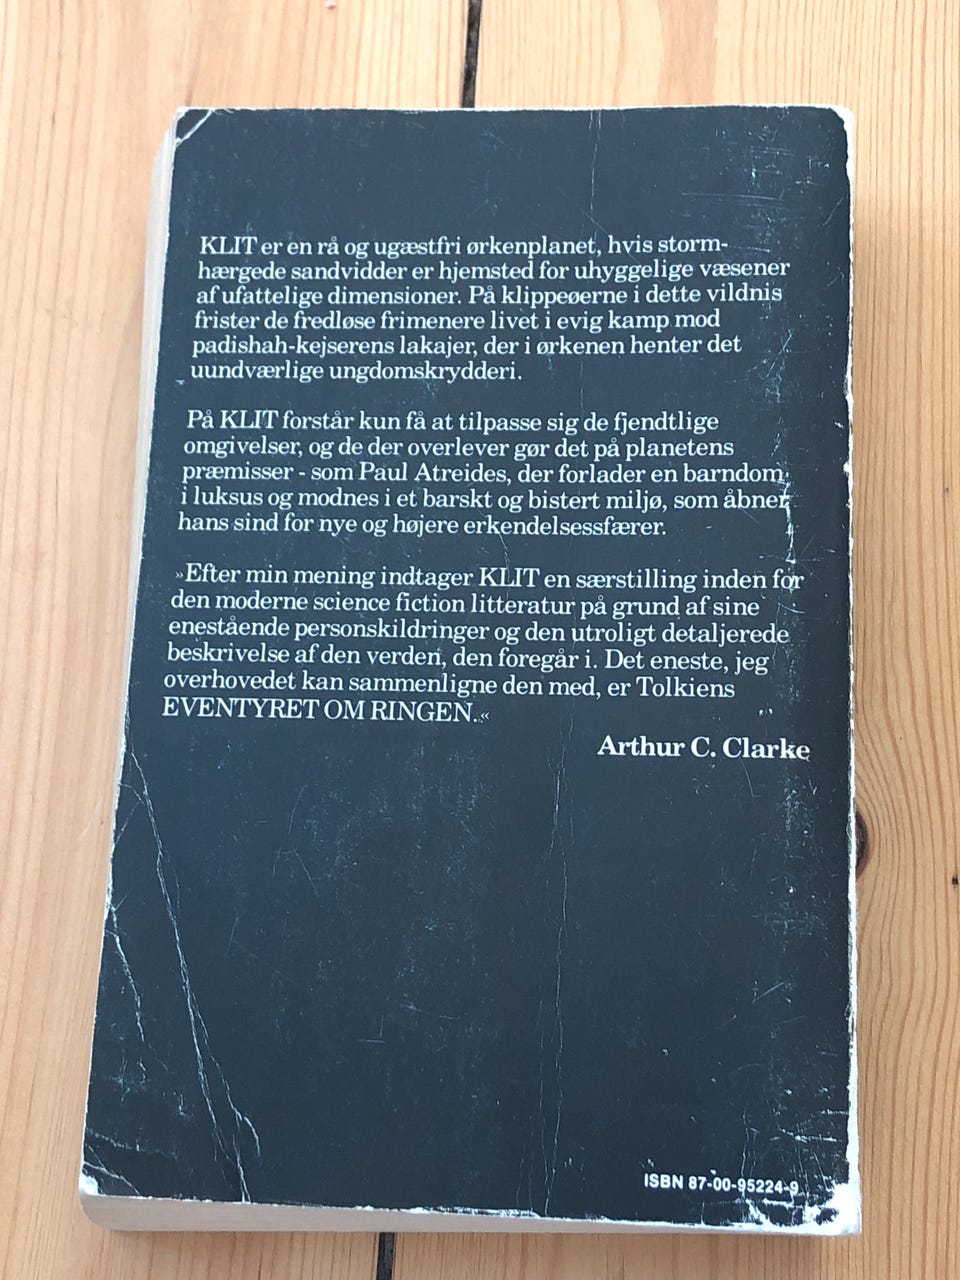 KLIT er en rå og ugæstfri ørkenplanet, hvis storm-
hærgede sandvidder er hjemsted for uhyggelige væsener
af ufattelige dimensioner. På klippeøerne i dette vildnis
frister de fredløse frimenere livet i evig kamp mod
padishah-kejserens lakajer, der i ørkenen henter det
uundværlige ungdomskrydderi.
På KLIT forstår kun få at tilpasse sig de fjendtlige
omgivelser, og de der overlever gør det på planetens
præmisser - som Paul Atreides, der forlader en barndom
i luksus og modnes i et barskt og bistert miljø, som åbner
hans sind for nye og højere erkendelsessfærer.
»Efter min mening indtager KLIT en særstilling inden for
den moderne science fiction litteratur på grund af sine
enestående personskildringer og den utroligt detaljerede
beskrivelse af den verden, den foregår i. Det eneste, jeg
overhovedet kan sammenligne den med, er Tolkiens
EVENTYRET OM RINGEN.«
Arthur C. Clarke
ISBN 87-00-95224-9